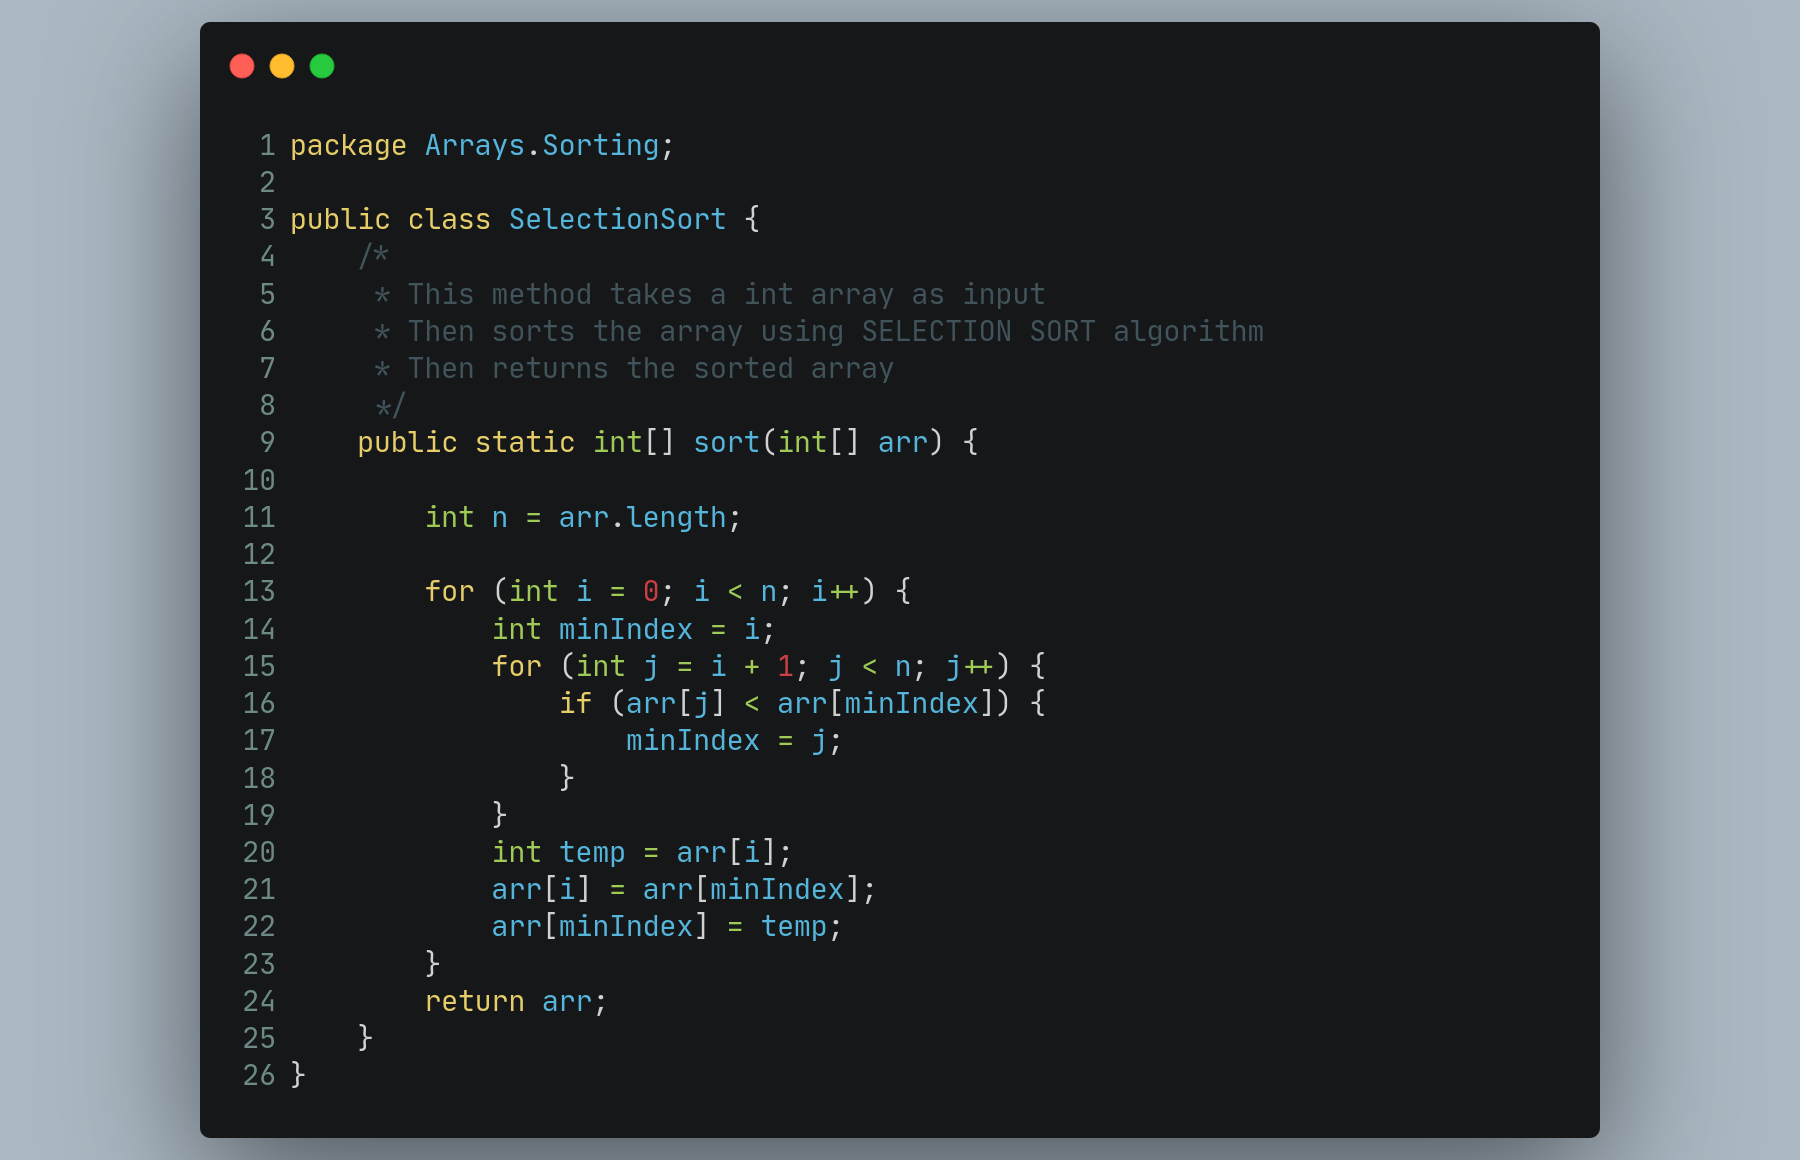 1 package Arrays.Sorting;
2
3 public class SelectionSort {
4     /*
5      * This method takes a int array as input
6      * Then sorts the array using SELECTION SORT algorithm
7      * Then returns the sorted array
8      */
9     public static int[] sort(int[] arr) {
10
11         int n = arr.length;
12
13         for (int i = 0; i < n; i++) {
14             int minIndex = i;
15             for (int j = i + 1; j < n; j++) {
16                 if (arr[j] < arr[minIndex]) {
17                     minIndex = j;
18                 }
19             }
20             int temp = arr[i];
21             arr[i] = arr[minIndex];
22             arr[minIndex] = temp;
23         }
24         return arr;
25     }
26 }